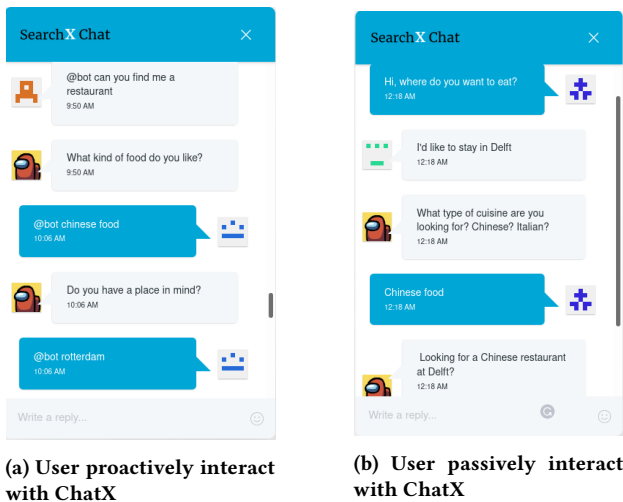 SearchX Chat
@bot can you find me a
restaurant
9:50 AM
What kind of food do you like?
9:50 AM
@bot chinese food
10:06 AM
Do you have a place in mind?
10:06 AM
@bot rotterdam
10:06 AM
Write a reply...
(a) User proactively interact
with ChatX
SearchX Chat
Hi, where do you want to eat?
12:18 AM
I'd like to stay in Delft
12:18 AM
What type of cuisine are you
looking for? Chinese? Italian?
12:18 AM
Chinese food
12:18 AM
Looking for a Chinese restaurant
at Delft?
12:18 AM
Write a reply...
(b) User passively interact
with ChatX